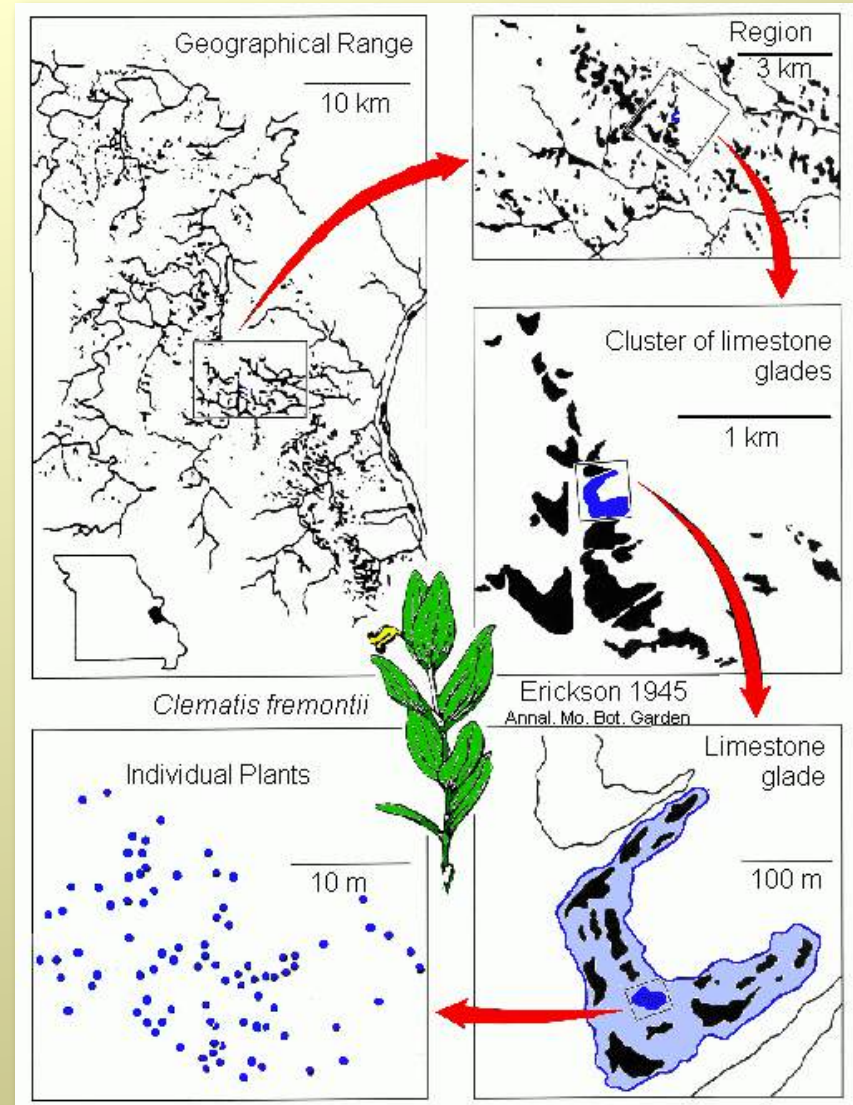 Geographical Range
10 km
Region
3 km
Cluster of limestone
glades
1 km
Clematis fremontii
Erickson 1945
Annal. Mo. Bot. Garden
Individual Plants
10 m
Limestone
glade
100 m